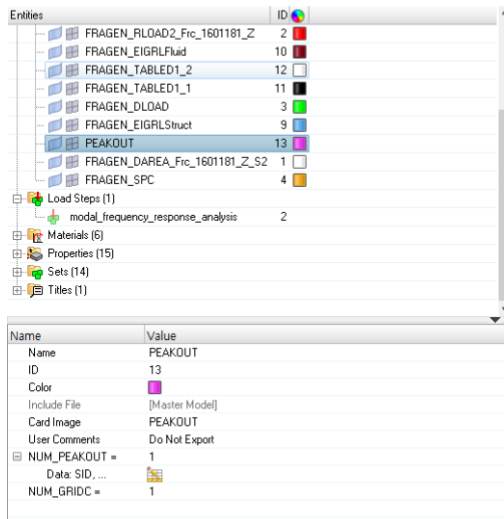 Entities ID
FRAGEN_RLOAD2_Frc_1601181_Z 2
FRAGEN_EIGRLFluid 10
FRAGEN_TABLED1_2 12
FRAGEN_TABLED1_1 11
FRAGEN_DLOAD 3
FRAGEN_EIGRLStruct 9
PEAKOUT 13
FRAGEN_DAREA_Frc_1601181_Z_S2 1
FRAGEN_SPC 4
Load Steps (1)
modal_frequency_response_analysis 2
Materials (6)
Properties (15)
Sets (14)
Titles (1)
Name Value
Name PEAKOUT
ID 13
Color
Include File [Master Model]
Card Image PEAKOUT
User Comments Do Not Export
NUM_PEAKOUT = 1
Data: SID, ...
NUM_GRIDC = 1